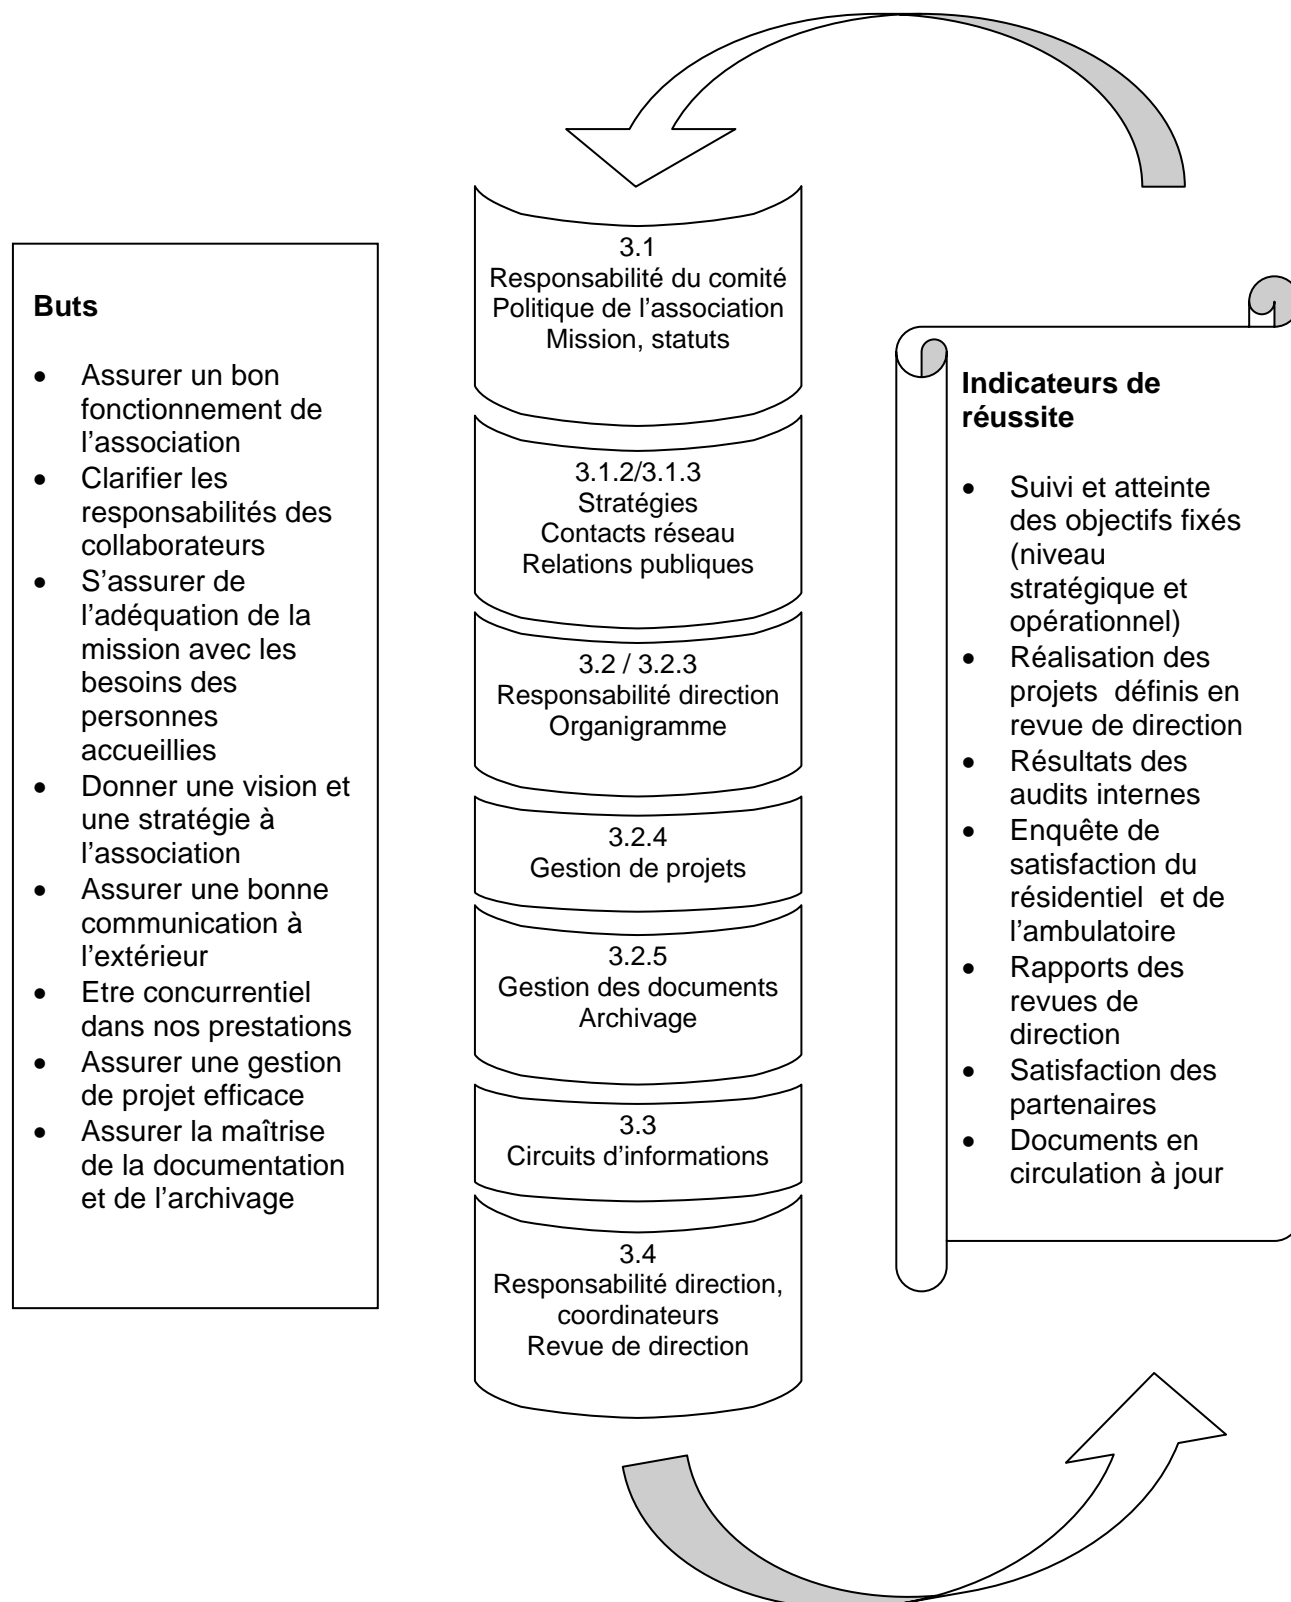 Buts
• Assurer un bon
fonctionnement de
l’association
• Clarifier les
responsabilités des
collaborateurs
• S’assurer de
l’adéquation de la
mission avec les
besoins des
personnes
accueillies
• Donner une vision et
une stratégie à
l’association
• Assurer une bonne
communication à
l’extérieur
• Etre concurrentiel
dans nos prestations
• Assurer une gestion
de projet efficace
• Assurer la maîtrise
de la documentation
et de l’archivage
3.1
Responsabilité du comité
Politique de l’association
Mission, statuts
3.1.2/3.1.3
Stratégies
Contacts réseau
Relations publiques
3.2 / 3.2.3
Responsabilité direction
Organigramme
3.2.4
Gestion de projets
3.2.5
Gestion des documents
Archivage
3.3
Circuits d’informations
3.4
Responsabilité direction,
coordinateurs
Revue de direction
Indicateurs de
réussite
• Suivi et atteinte
des objectifs fixés
(niveau
stratégique et
opérationnel)
• Réalisation des
projets définis en
revue de direction
• Résultats des
audits internes
• Enquête de
satisfaction du
résidentiel et de
l’ambulatoire
• Rapports des
revues de
direction
• Satisfaction des
partenaires
• Documents en
circulation à jour